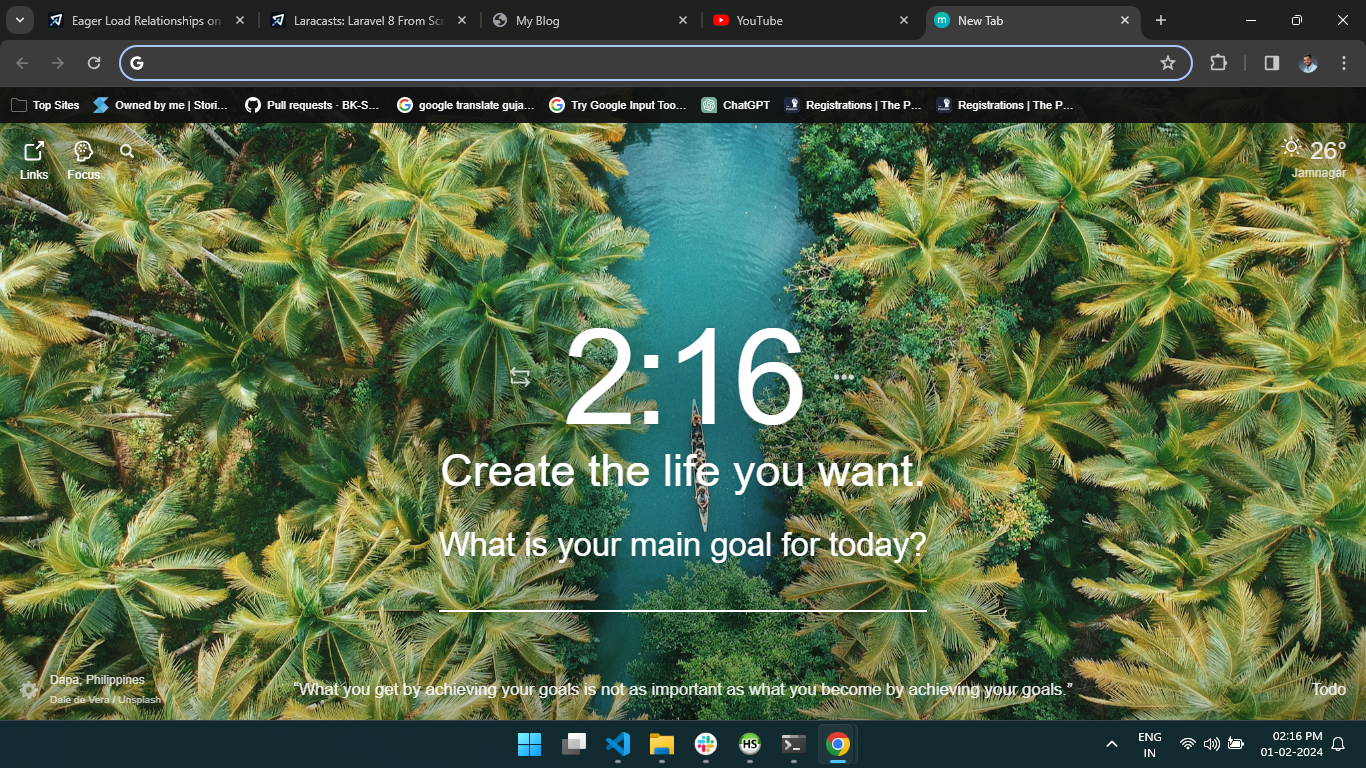 Eager Load Relationships on
Laracasts: Laravel 8 From Scr
My Blog
YouTube
New Tab
Top Sites
Owned by me | Stori...
Pull requests · BK-S...
google translate guja...
Try Google Input Too...
ChatGPT
Registrations | The P...
Registrations | The P...
Links
Focus
26°
Jamnagar
2:16
Create the life you want.
What is your main goal for today?
Dapa, Philippines
Dale de Vera / Unsplash
“What you get by achieving your goals is not as important as what you become by achieving your goals.”
Todo
HS
ENG
IN
02:16 PM
01-02-2024